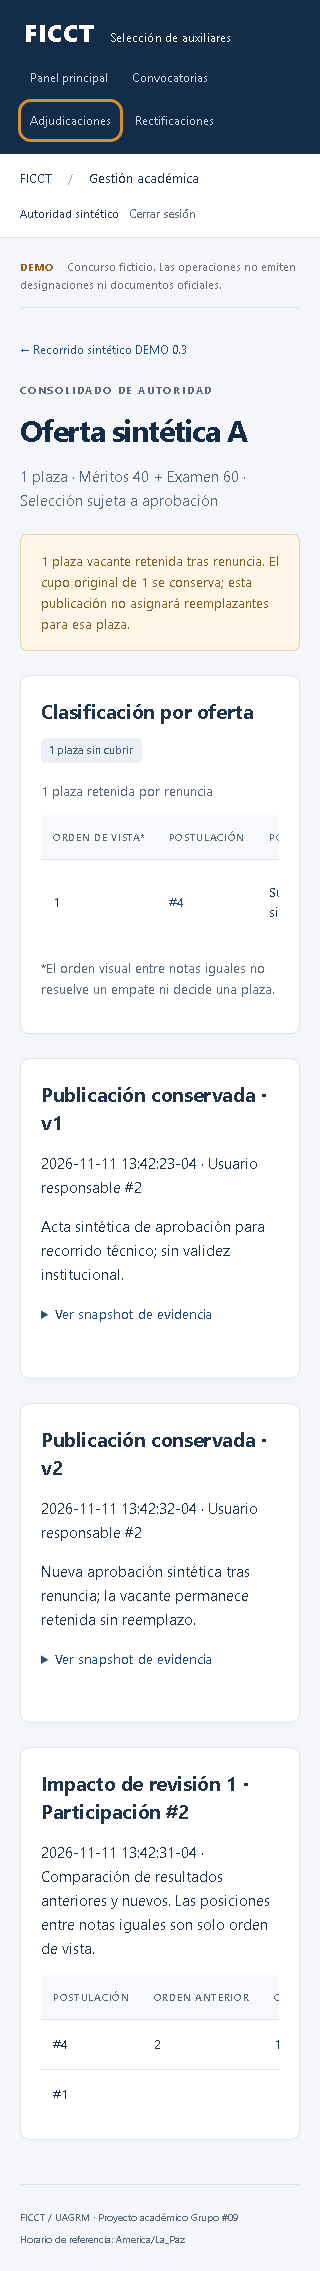 FICCT Selección de auxiliares
Panel principal Convocatorias
Adjudicaciones Rectificaciones
FICCT / Gestión académica
Autoridad sintético Cerrar sesión
DEMO Concurso ficticio. Las operaciones no emiten
designaciones ni documentos oficiales.
← Recorrido sintético DEMO 0.3
CONSOLIDADO DE AUTORIDAD
Oferta sintética A
1 plaza · Méritos 40 + Examen 60 ·
Selección sujeta a aprobación
1 plaza vacante retenida tras renuncia. El
cupo original de 1 se conserva; esta
publicación no asignará reemplazantes
para esa plaza.
Clasificación por oferta
1 plaza sin cubrir
1 plaza retenida por renuncia
ORDEN DE VISTA* POSTULACIÓN
1 #4
*El orden visual entre notas iguales no
resuelve un empate ni decide una plaza.
Publicación conservada ·
v1
2026-11-11 13:42:23-04 · Usuario
responsable #2
Acta sintética de aprobación para
recorrido técnico; sin validez
institucional.
▶ Ver snapshot de evidencia
Publicación conservada ·
v2
2026-11-11 13:42:32-04 · Usuario
responsable #2
Nueva aprobación sintética tras
renuncia; la vacante permanece
retenida sin reemplazo.
▶ Ver snapshot de evidencia
Impacto de revisión 1 ·
Participación #2
2026-11-11 13:42:31-04 ·
Comparación de resultados
anteriores y nuevos. Las posiciones
entre notas iguales son solo orden
de vista.
POSTULACIÓN ORDEN ANTERIOR
#4 2 1
#1
FICCT / UAGRM · Proyecto académico Grupo #09
Horario de referencia: America/La_Paz